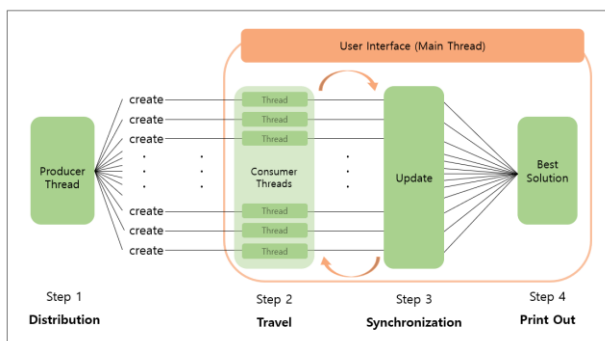 User Interface (Main Thread)
create
create
create
create
create
create
Thread
Thread
Thread
Thread
Thread
Thread
Producer
Thread
Consumer
Threads
Update
Best
Solution
Step 1
Distribution
Step 2
Travel
Step 3
Synchronization
Step 4
Print Out